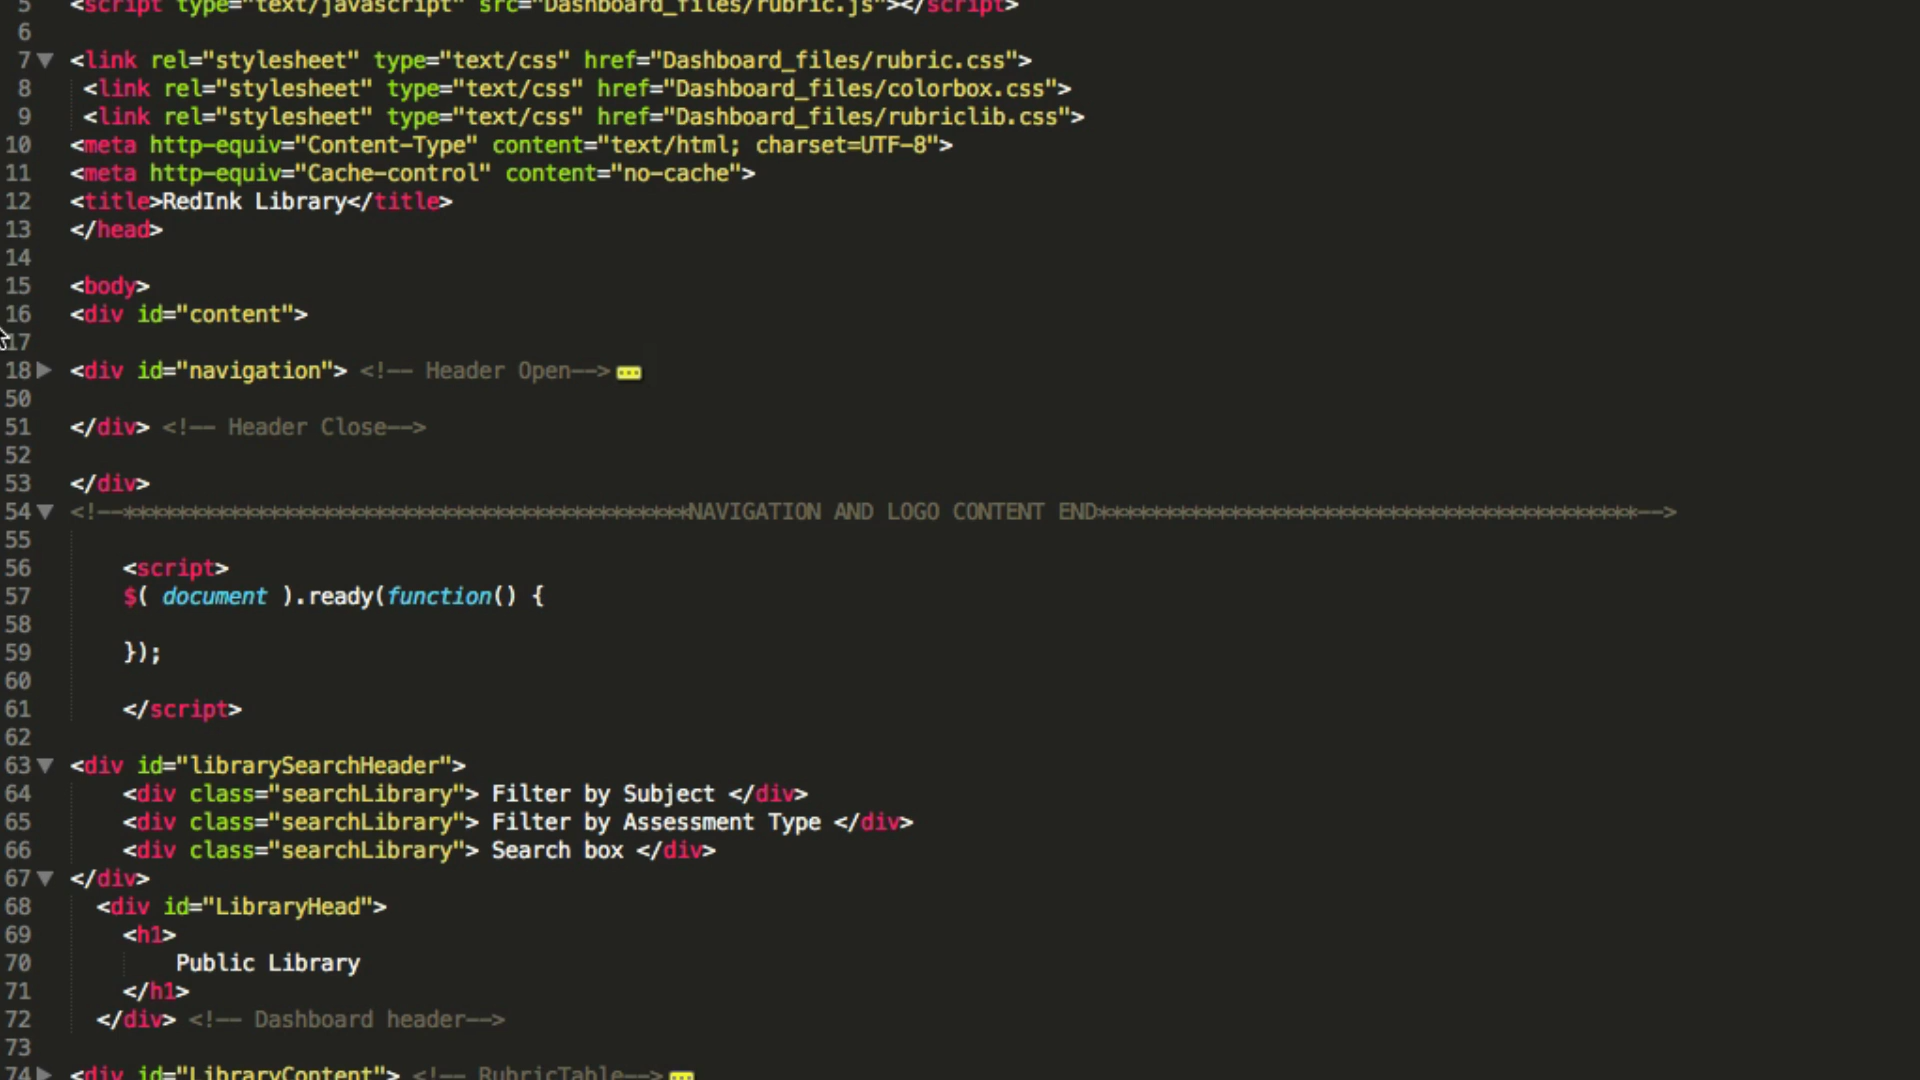 5 <script type="text/javascript" src="Dashboard_files/rubric.js"></script>
6
7 <link rel="stylesheet" type="text/css" href="Dashboard_files/rubric.css">
8 <link rel="stylesheet" type="text/css" href="Dashboard_files/colorbox.css">
9 <link rel="stylesheet" type="text/css" href="Dashboard_files/rubriclib.css">
10 <meta http-equiv="Content-Type" content="text/html; charset=UTF-8">
11 <meta http-equiv="Cache-control" content="no-cache">
12 <title>RedInk Library</title>
13 </head>
14
15 <body>
16 <div id="content">
17
18 <div id="navigation"> <!-- Header Open-->
50
51 </div> <!-- Header Close-->
52
53 </div>
54 <!--*******************************************NAVIGATION AND LOGO CONTENT END*****************************************-->
55
56 <script>
57 $( document ).ready(function() {
58
59 });
60
61 </script>
62
63 <div id="librarySearchHeader">
64 <div class="searchLibrary"> Filter by Subject </div>
65 <div class="searchLibrary"> Filter by Assessment Type </div>
66 <div class="searchLibrary"> Search box </div>
67 </div>
68 <div id="LibraryHead">
69 <h1>
70 Public Library
71 </h1>
72 </div> <!-- Dashboard header-->
73
74 <div id="LibraryContent"> <!-- RubricTable-->